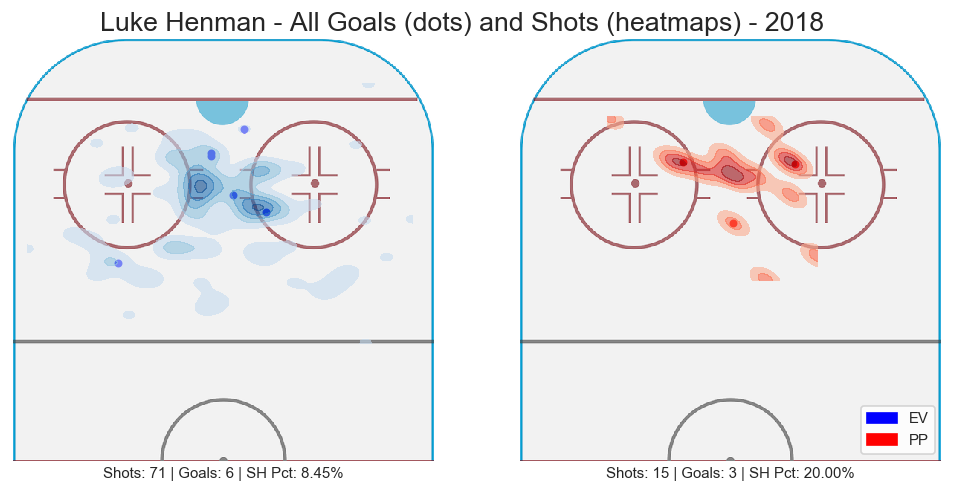 Luke Henman - All Goals (dots) and Shots (heatmaps) - 2018
EV
PP
Shots: 71 | Goals: 6 | SH Pct: 8.45%
Shots: 15 | Goals: 3 | SH Pct: 20.00%